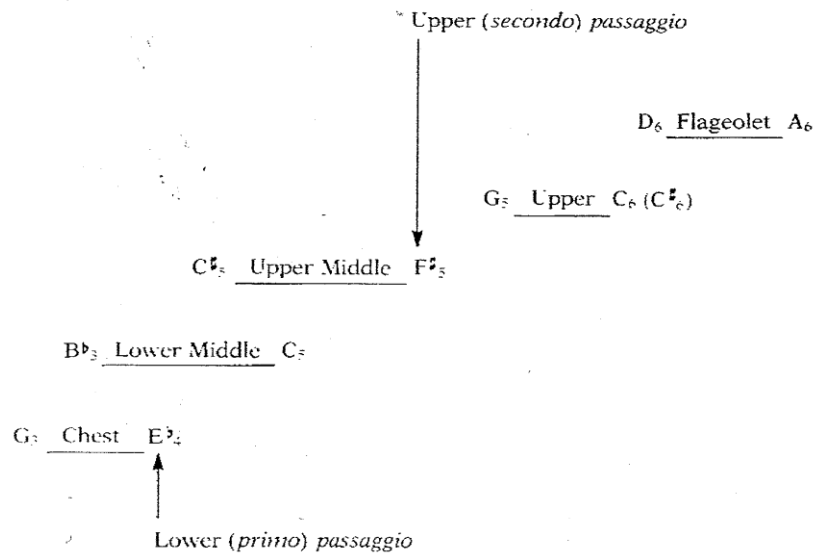 Upper (secondo) passaggio
D₆ Flageolet A₆
G₅ Upper C₆ (C♯₆)
C♯₅ Upper Middle F♯₅
B♭₃ Lower Middle C₅
G₃ Chest E♭₄
Lower (primo) passaggio